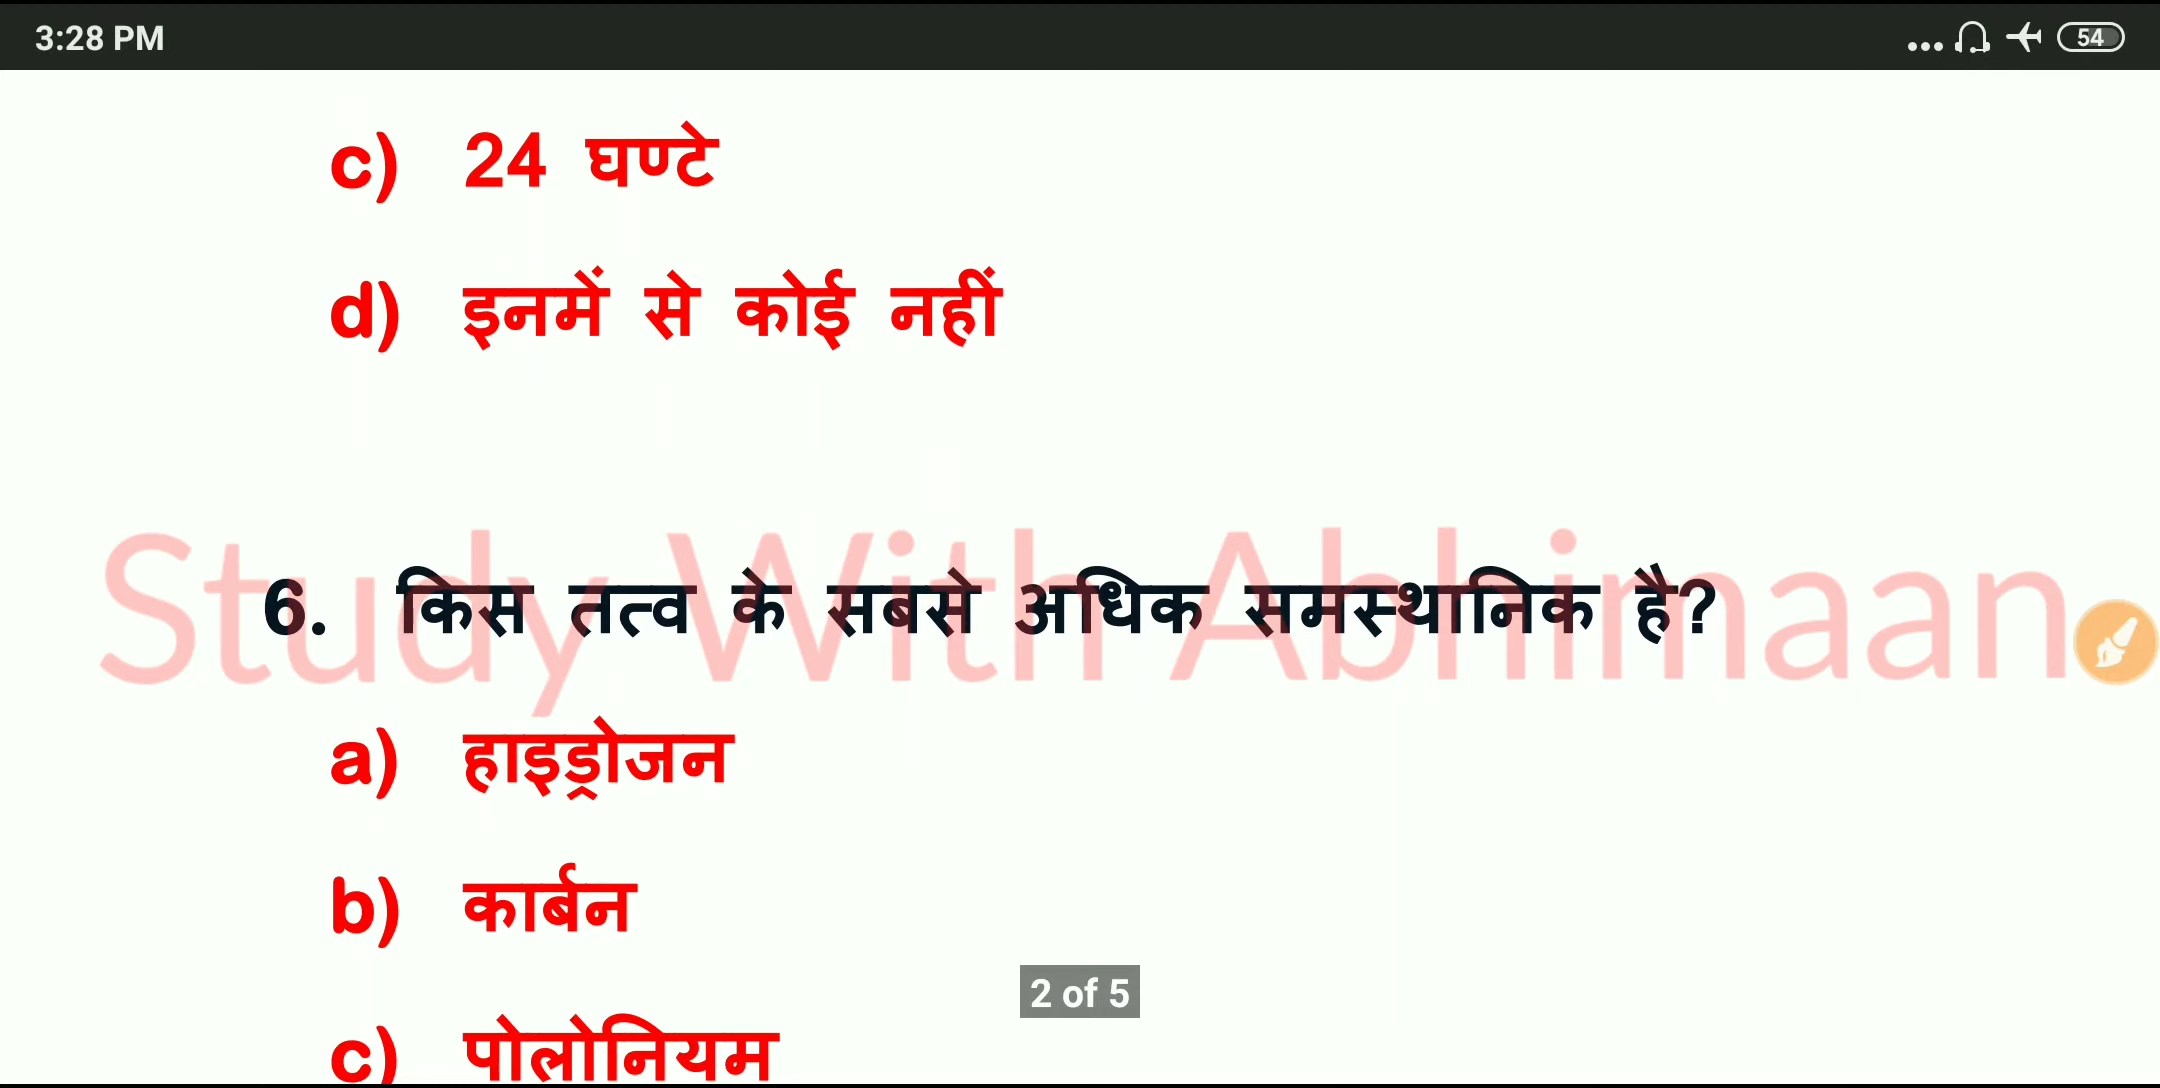 3:28 PM ... 54
c) 24 घण्टे
d) इनमें से कोई नहीं
Study With Abhimaan
6. किस तत्व के सबसे अधिक समस्थानिक है?
a) हाइड्रोजन
b) कार्बन
2 of 5
c) पोलोनियम